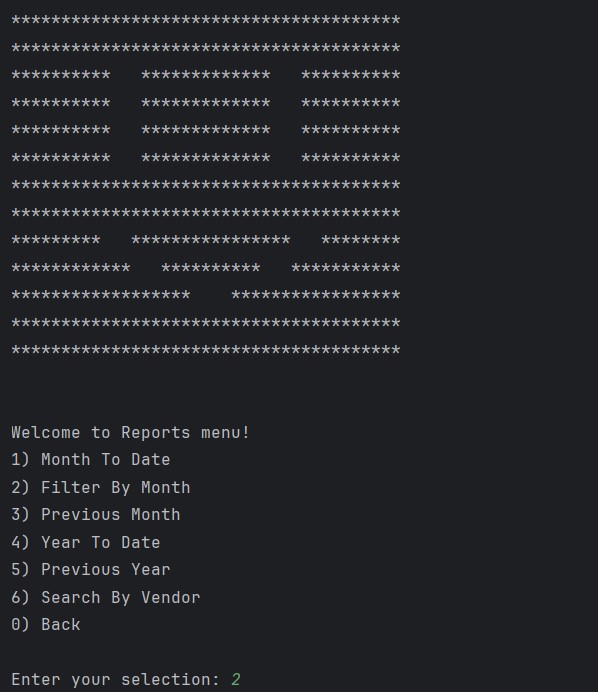 ***************************************
***************************************
**********   *************   **********
**********   *************   **********
**********   *************   **********
**********   *************   **********
***************************************
***************************************
*********   ****************   ********
************   **********   ***********
******************    *****************
***************************************
***************************************
Welcome to Reports menu!
1) Month To Date
2) Filter By Month
3) Previous Month
4) Year To Date
5) Previous Year
6) Search By Vendor
0) Back
Enter your selection: 2